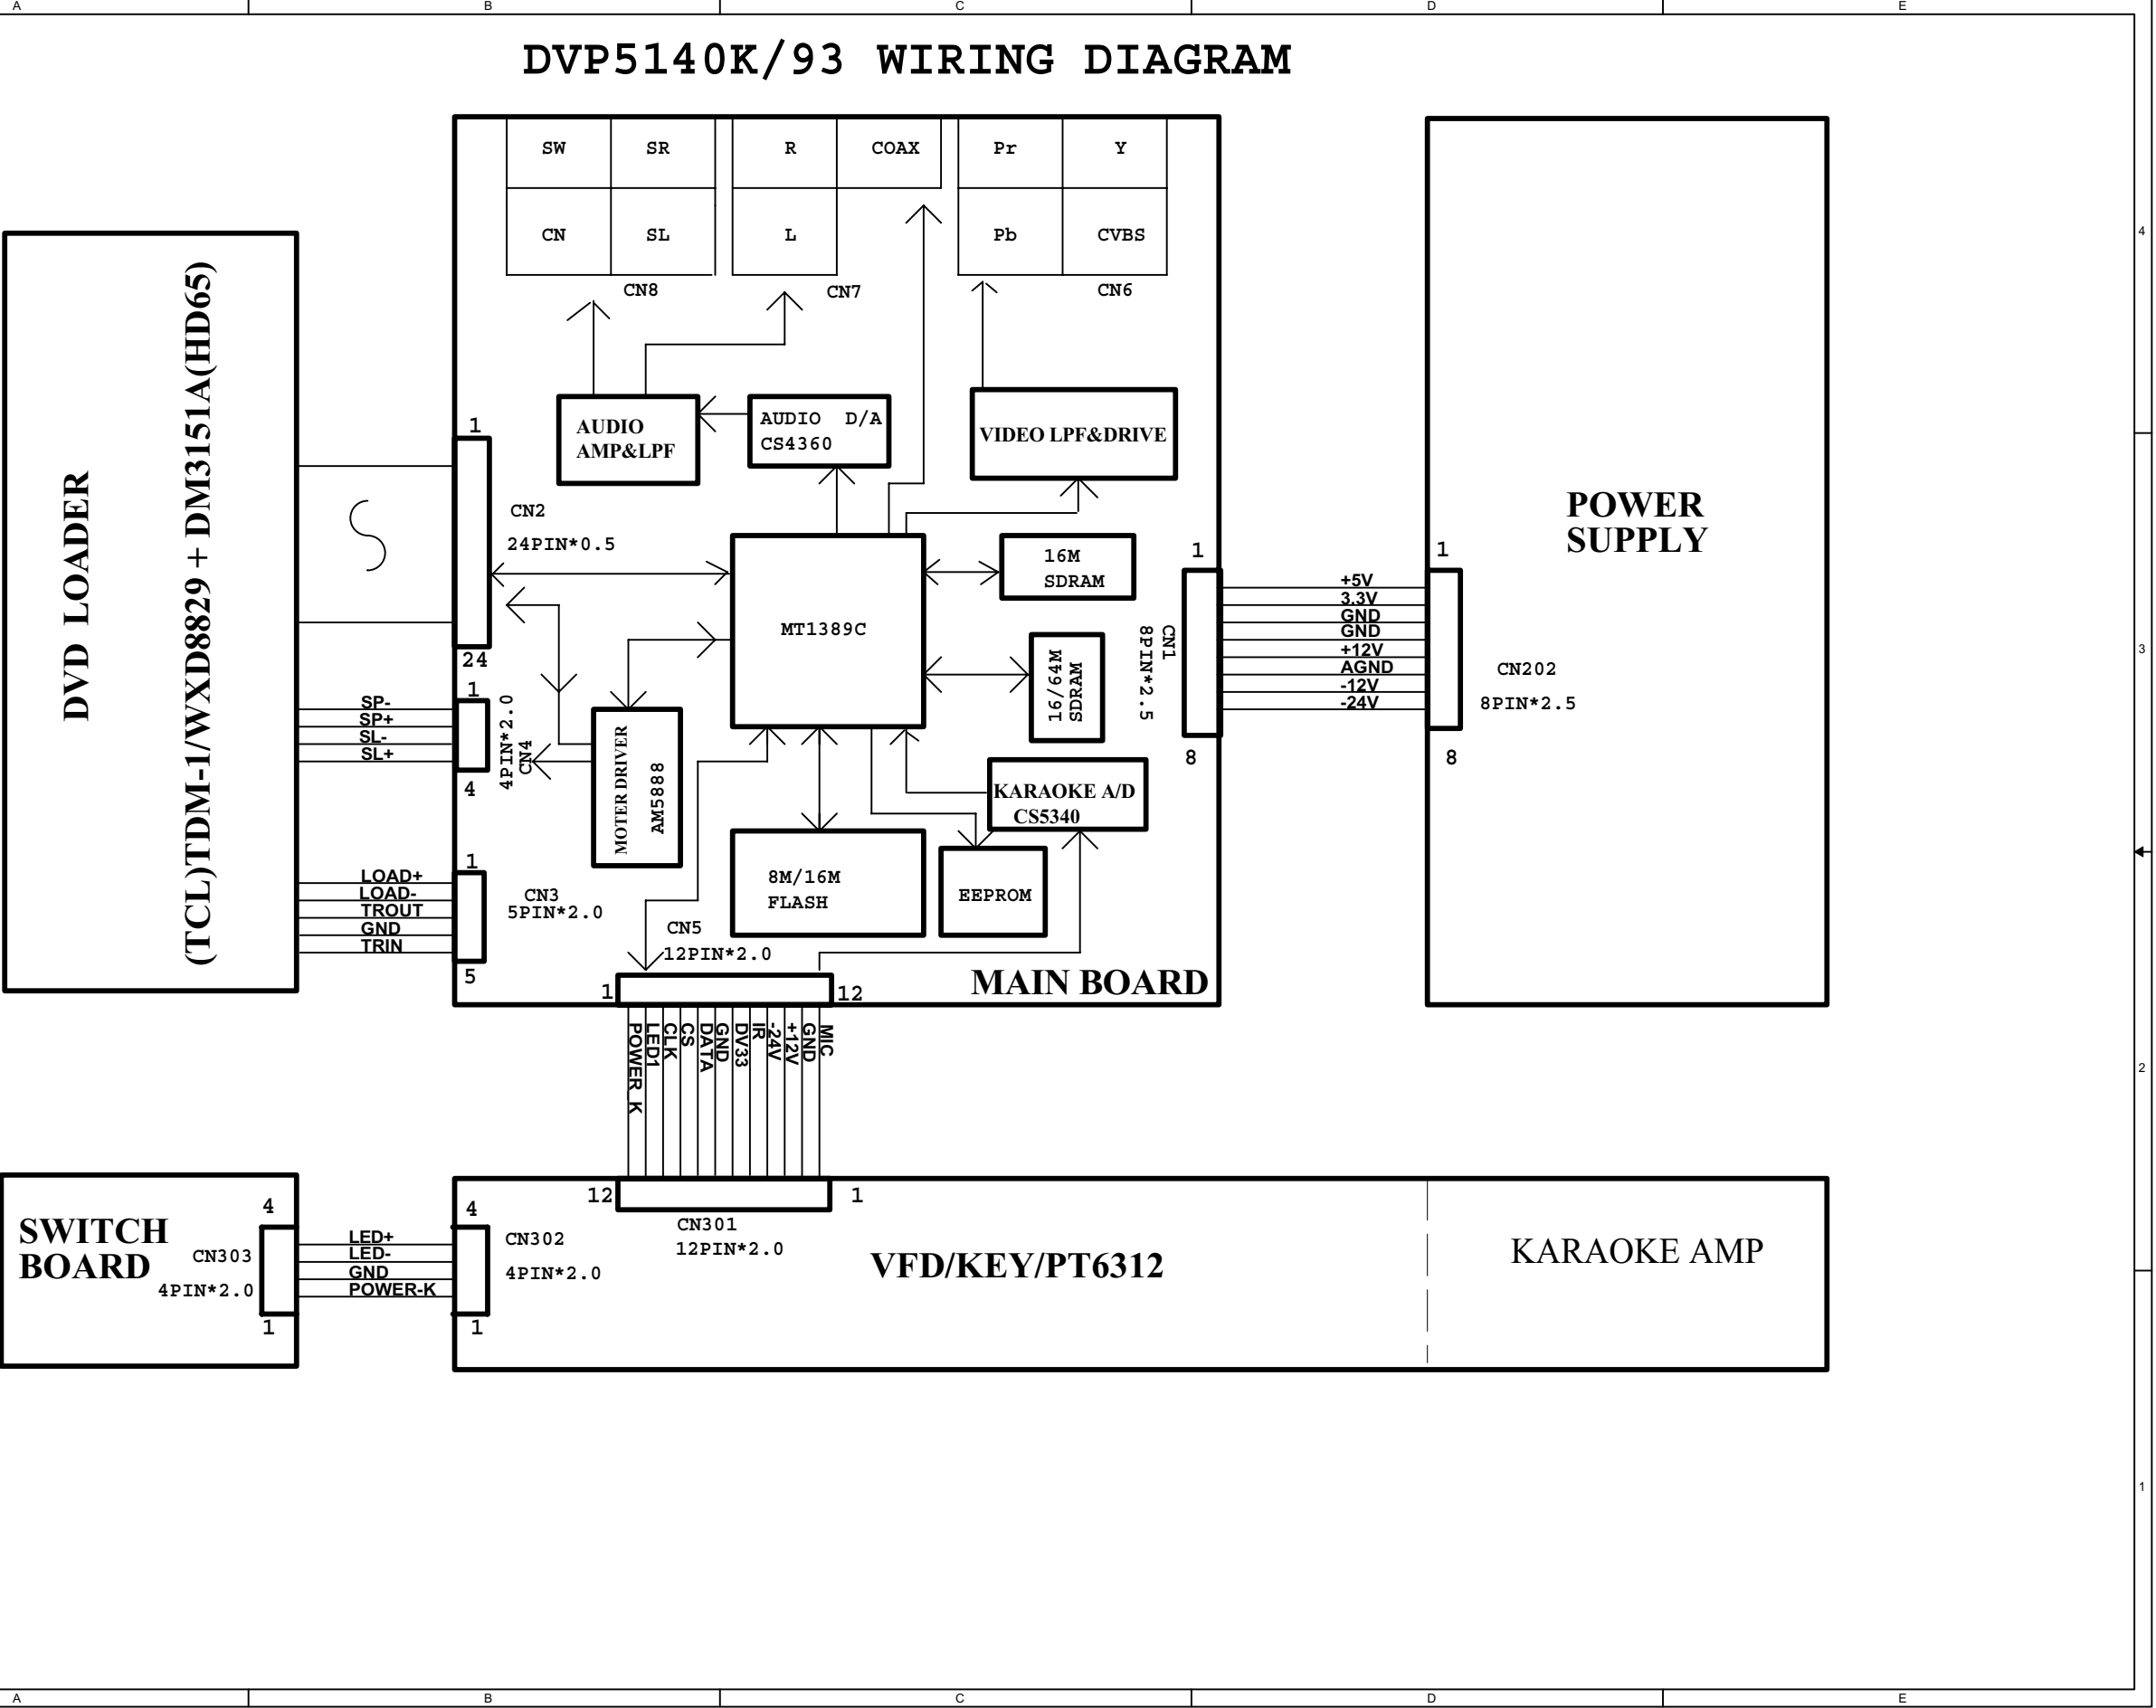 A B C D E
DVP5140K/93 WIRING DIAGRAM
SW SR R COAX Pr Y
CN SL L Pb CVBS
CN8 CN7 CN6
4
DVD LOADER
(TCL)TDM-1/WXD8829 + DM3151A(HD65)
AUDIO
AMP&LPF
AUDIO D/A
CS4360
VIDEO LPF&DRIVE
1
CN2
24PIN*0.5
24
MT1389C
16M
SDRAM
16/64M
SDRAM
1
CN1
8PIN*2.5
8
+5V
3.3V
GND
GND
+12V
AGND
-12V
-24V
POWER
SUPPLY
1
CN202
8PIN*2.5
8
3
SP-
SP+
SL-
SL+
1
4PIN*2.0
CN4
4
MOTER DRIVER
AM5888
KARAOKE A/D
CS5340
8M/16M
FLASH
EEPROM
LOAD+
LOAD-
TROUT
GND
TRIN
1
CN3
5PIN*2.0
5
CN5
12PIN*2.0
1
12
MAIN BOARD
POWER_K
LED1
CLK
CS
DATA
GND
DV33
IR
-24V
+12V
GND
MIC
2
SWITCH
BOARD
4
CN303
4PIN*2.0
1
LED+
LED-
GND
POWER-K
4
CN302
4PIN*2.0
1
12
1
CN301
12PIN*2.0
VFD/KEY/PT6312
KARAOKE AMP
1
A B C D E